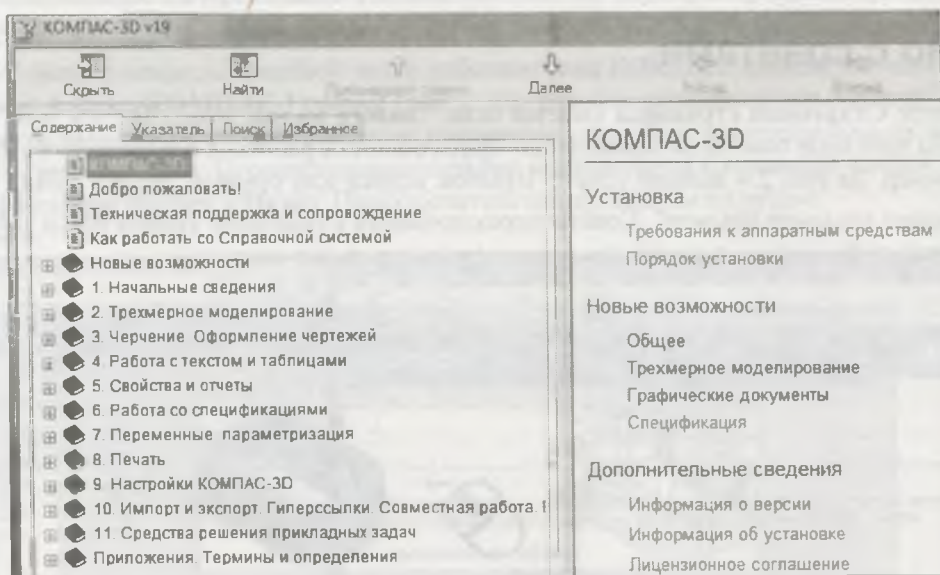 КОМПАС-3D v19
Скрыть Найти Далее
Содержание Указатель Поиск Избранное
КОМПАС-3D
Добро пожаловать!
Техническая поддержка и сопровождение
Как работать со Справочной системой
Новые возможности
1. Начальные сведения
2. Трехмерное моделирование
3. Черчение. Оформление чертежей
4. Работа с текстом и таблицами
5. Свойства и отчеты
6. Работа со спецификациями
7. Переменные параметризация
8. Печать
9. Настройки КОМПАС-3D
10. Импорт и экспорт. Гиперссылки. Совместная работа.
11. Средства решения прикладных задач
Приложения. Термины и определения
КОМПАС-3D
Установка
Требования к аппаратным средствам
Порядок установки
Новые возможности
Общее
Трехмерное моделирование
Графические документы
Спецификация
Дополнительные сведения
Информация о версии
Информация об установке
Лицензионное соглашение